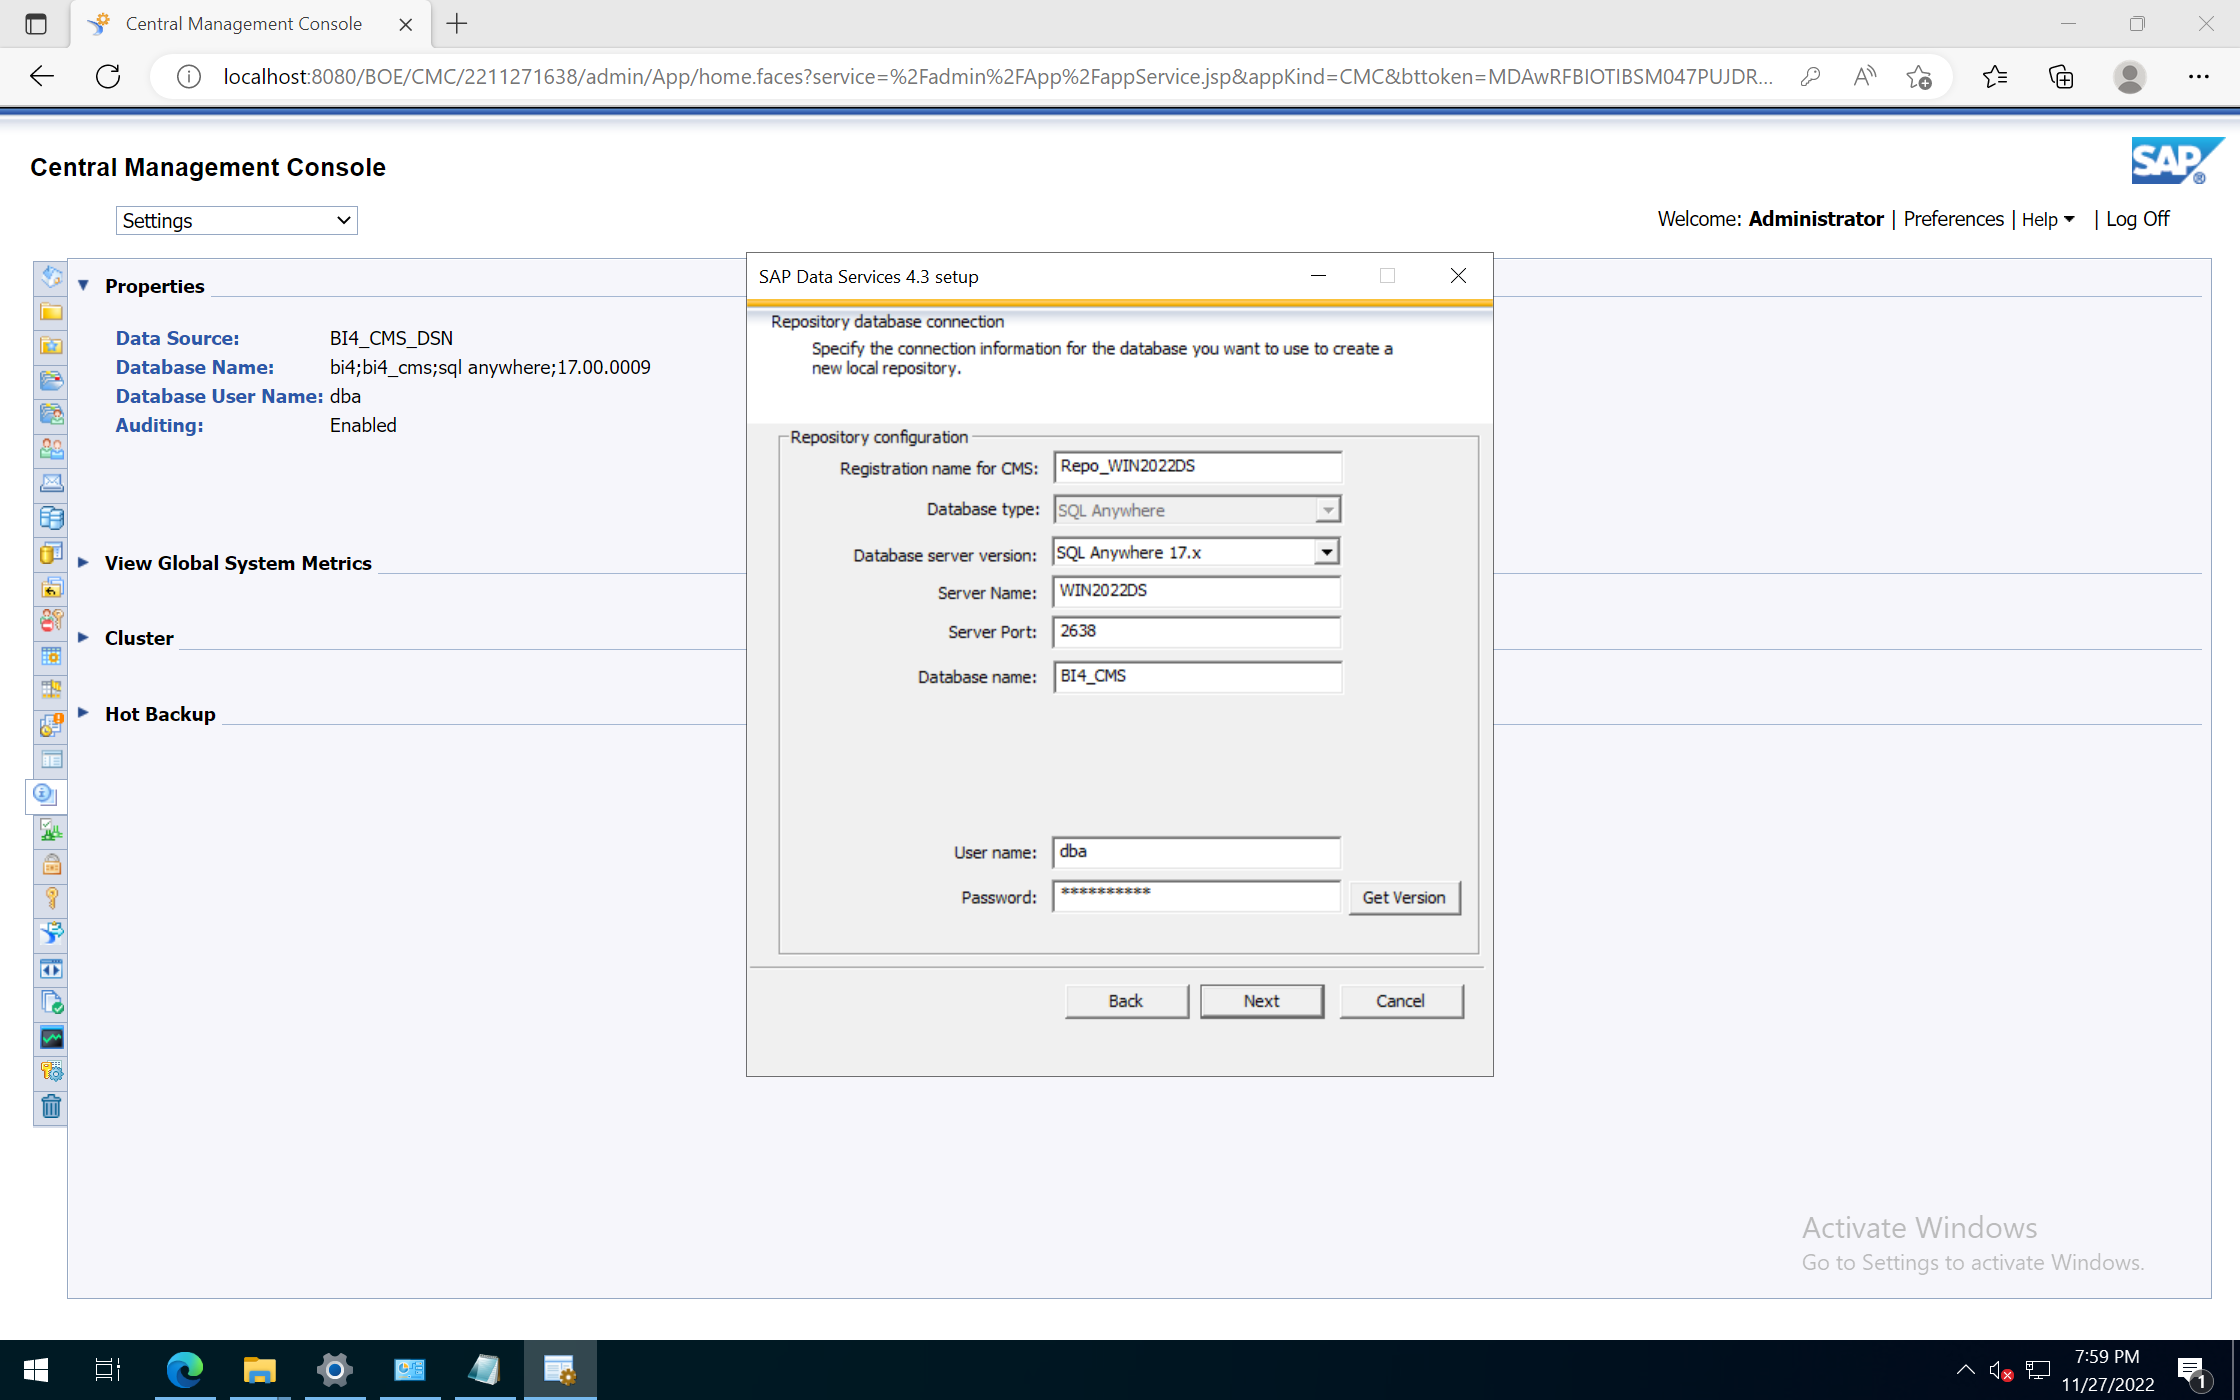 Central Management Console
localhost:8080/BOE/CMC/2211271638/admin/App/home.faces?service=%2Fadmin%2FApp%2FappService.jsp&appKind=CMC&bttoken=MDAwRFBIOTIBSM047PUJDR...
Central Management Console
SAP®
Settings
Welcome: Administrator | Preferences | Help | Log Off
Properties
Data Source: BI4_CMS_DSN
Database Name: bi4;bi4_cms;sql anywhere;17.00.0009
Database User Name: dba
Auditing: Enabled
View Global System Metrics
Cluster
Hot Backup
SAP Data Services 4.3 setup
Repository database connection
Specify the connection information for the database you want to use to create a
new local repository.
Repository configuration
Registration name for CMS: Repo_WIN2022DS
Database type: SQL Anywhere
Database server version: SQL Anywhere 17.x
Server Name: WIN2022DS
Server Port: 2638
Database name: BI4_CMS
User name: dba
Password: **********
Get Version
Back Next Cancel
Activate Windows
Go to Settings to activate Windows.
7:59 PM
11/27/2022
1